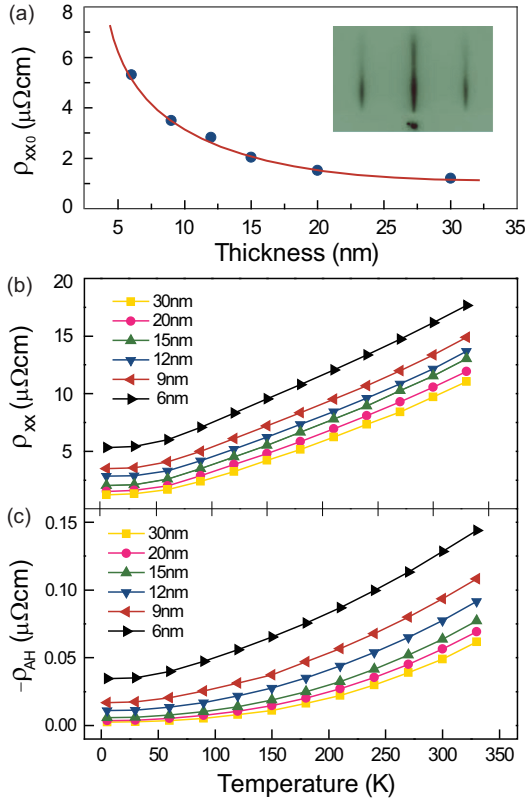 (a)
8
6
4
2
0
ρxx0 (μΩcm)
5 10 15 20 25 30 35
Thickness (nm)
(b)
20
15
10
5
ρxx (μΩcm)
30nm
20nm
15nm
12nm
9nm
6nm
(c)
0.15
0.10
0.05
0.00
-ρAH (μΩcm)
30nm
20nm
15nm
12nm
9nm
6nm
0 50 100 150 200 250 300 350
Temperature (K)